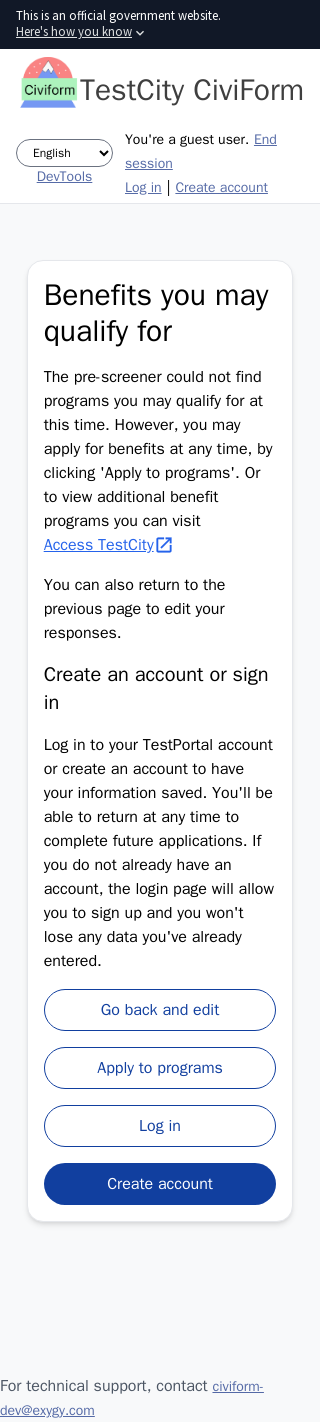 This is an official government website.
Here's how you know
Civiform
TestCity CiviForm
English
DevTools
You're a guest user. End
session
Log in | Create account
Benefits you may
qualify for
The pre-screener could not find
programs you may qualify for at
this time. However, you may
apply for benefits at any time, by
clicking 'Apply to programs'. Or
to view additional benefit
programs you can visit
Access TestCity
You can also return to the
previous page to edit your
responses.
Create an account or sign
in
Log in to your TestPortal account
or create an account to have
your information saved. You'll be
able to return at any time to
complete future applications. If
you do not already have an
account, the login page will allow
you to sign up and you won't
lose any data you've already
entered.
Go back and edit
Apply to programs
Log in
Create account
For technical support, contact civiform-
dev@exygy.com